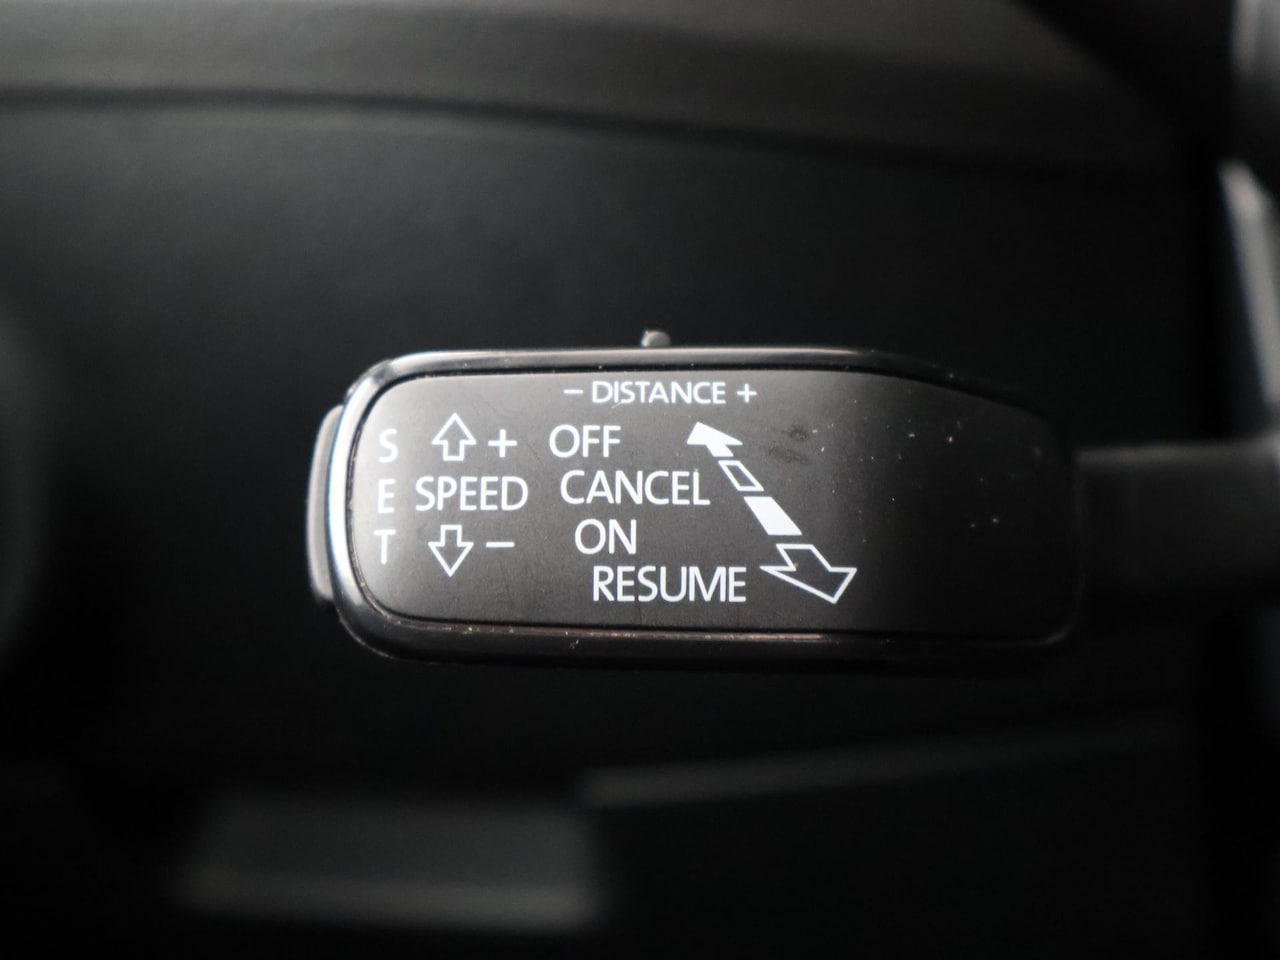 – DISTANCE +
S + OFF
E SPEED CANCEL
T – ON
RESUME